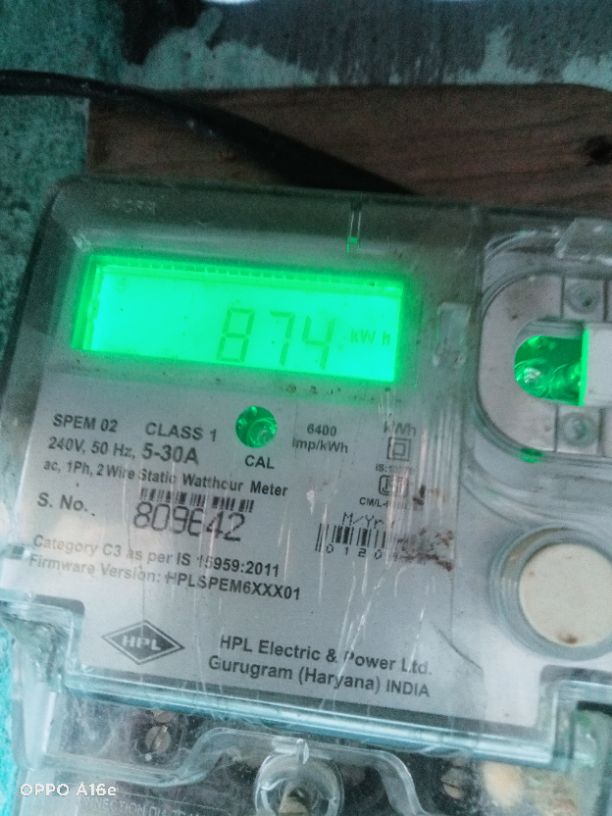 874 kWh
SPEM 02 CLASS 1
6400 imp/kWh
kWh
240V, 50 Hz, 5-30A
CAL
ac, 1Ph, 2 Wire Static Watthour Meter
S. No.
809642
M/Yr
Category C3 as per IS 15959:2011
Firmware Version: HPLSPEM6XXX01
HPL
HPL Electric & Power Ltd.
Gurugram (Haryana) INDIA
OPPO A16e